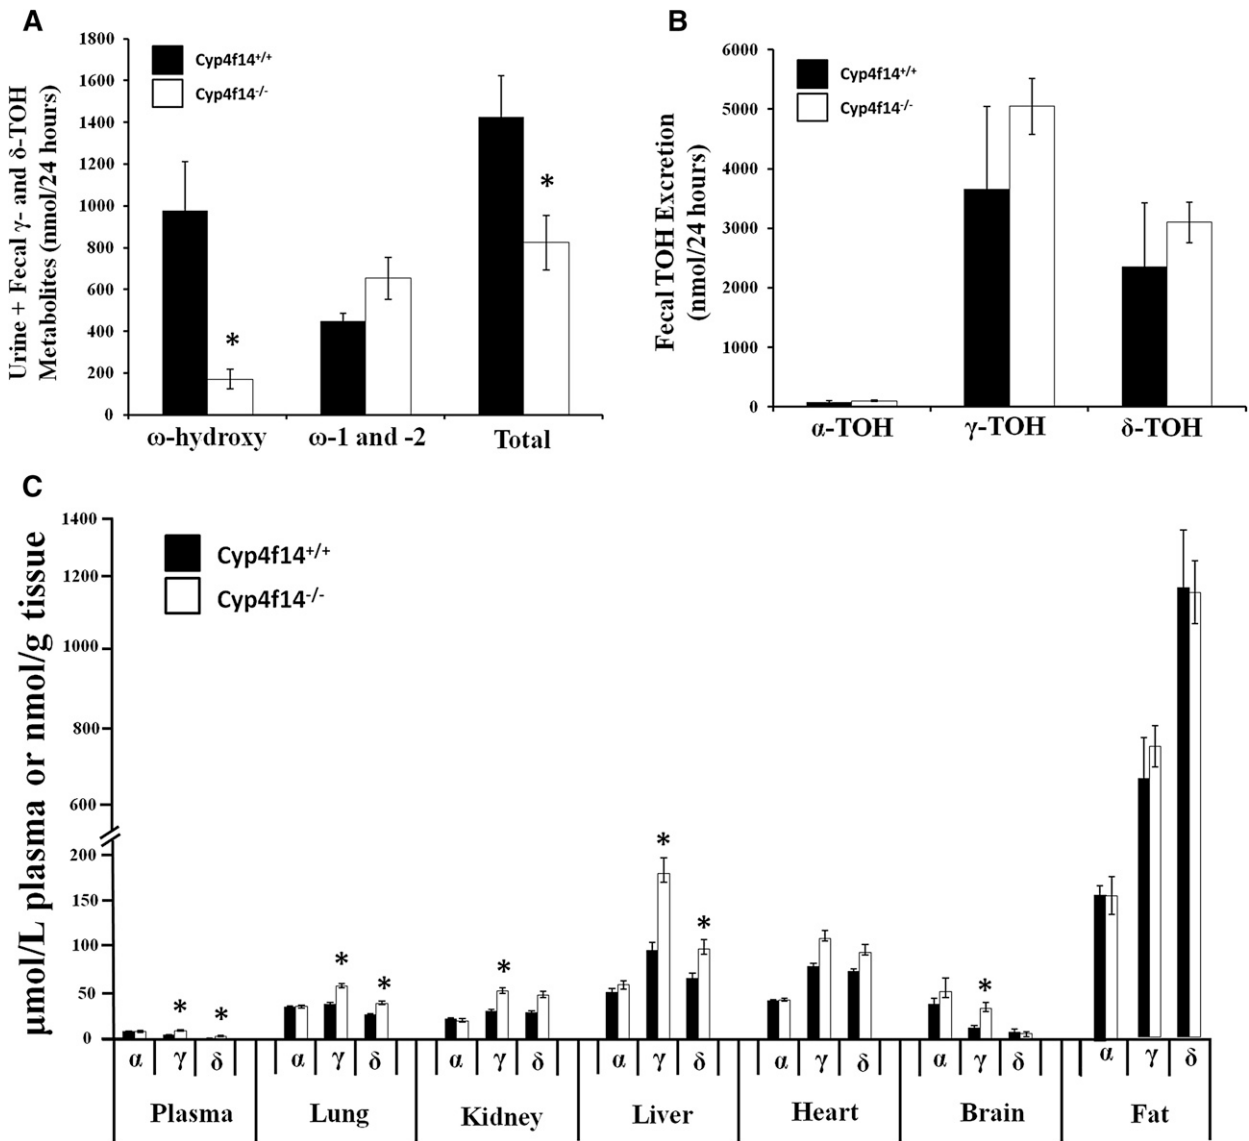 A
Urine + Fecal γ- and δ-TOH
Metabolites (nmol/24 hours)
1800
1600
1400
1200
1000
800
600
400
200
0
Cyp4f14+/+
Cyp4f14-/-
*
*
ω-hydroxy
ω-1 and -2
Total
B
Fecal TOH Excretion
(nmol/24 hours)
6000
5000
4000
3000
2000
1000
0
Cyp4f14+/+
Cyp4f14-/-
α-TOH
γ-TOH
δ-TOH
C
μmol/L plasma or nmol/g tissue
1400
1200
1000
800
600
200
150
100
50
0
Cyp4f14+/+
Cyp4f14-/-
* * * * * * * *
α γ δ α γ δ α γ δ α γ δ α γ δ α γ δ α γ δ
Plasma Lung Kidney Liver Heart Brain Fat